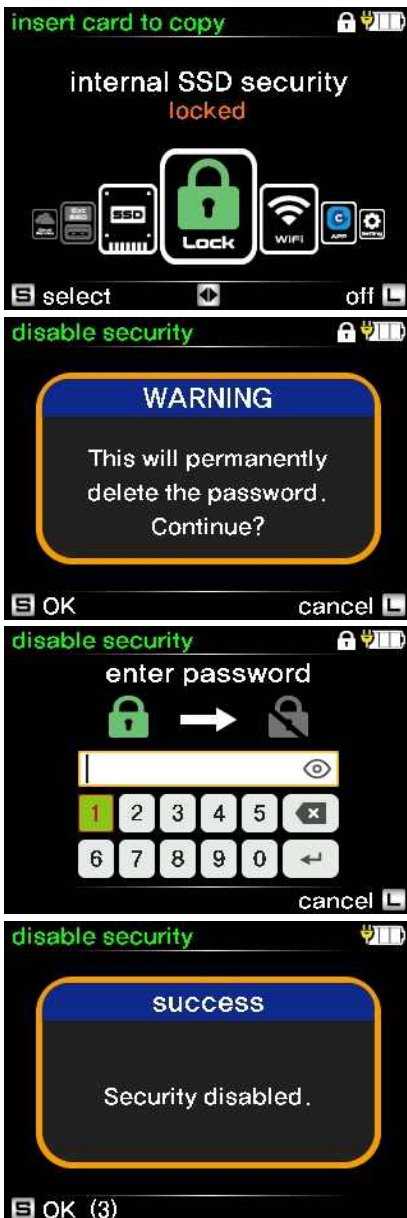 insert card to copy
internal SSD security
locked
SSD
Lock
WiFi
C
APP
Setting
S select
off L
disable security
WARNING
This will permanently
delete the password.
Continue?
S OK
cancel L
disable security
enter password
1 2 3 4 5
6 7 8 9 0
cancel L
disable security
success
Security disabled.
S OK (3)